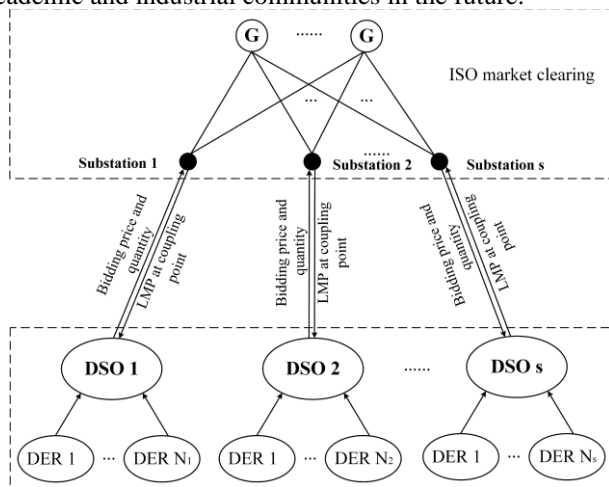 academic and industrial communities in the future.
G ...... G
ISO market clearing
... ...
......
Substation 1
Substation 2
Substation s
Bidding price and
quantity
LMP at coupling
point
Bidding price and
quantity
LMP at coupling
point
Bidding price and
quantity
LMP at coupling
point
DSO 1
DSO 2
......
DSO s
DER 1 ... DER N₁
DER 1 ... DER N₂
DER 1 ... DER Nₛ